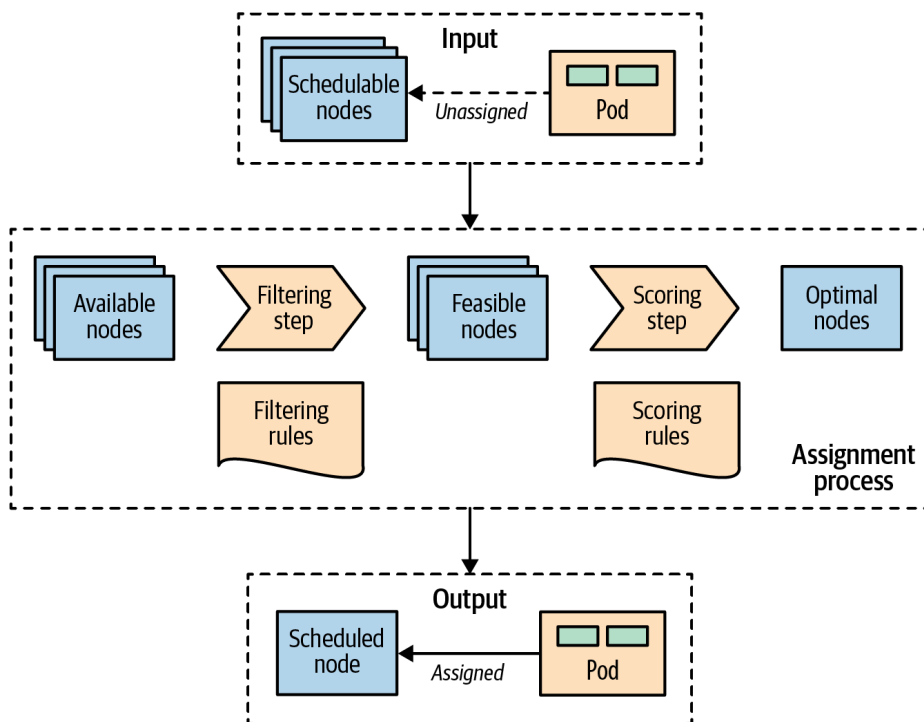 Input
Schedulable
nodes
Unassigned
Pod
Available
nodes
Filtering
step
Feasible
nodes
Scoring
step
Optimal
nodes
Filtering
rules
Scoring
rules
Assignment
process
Output
Scheduled
node
Assigned
Pod